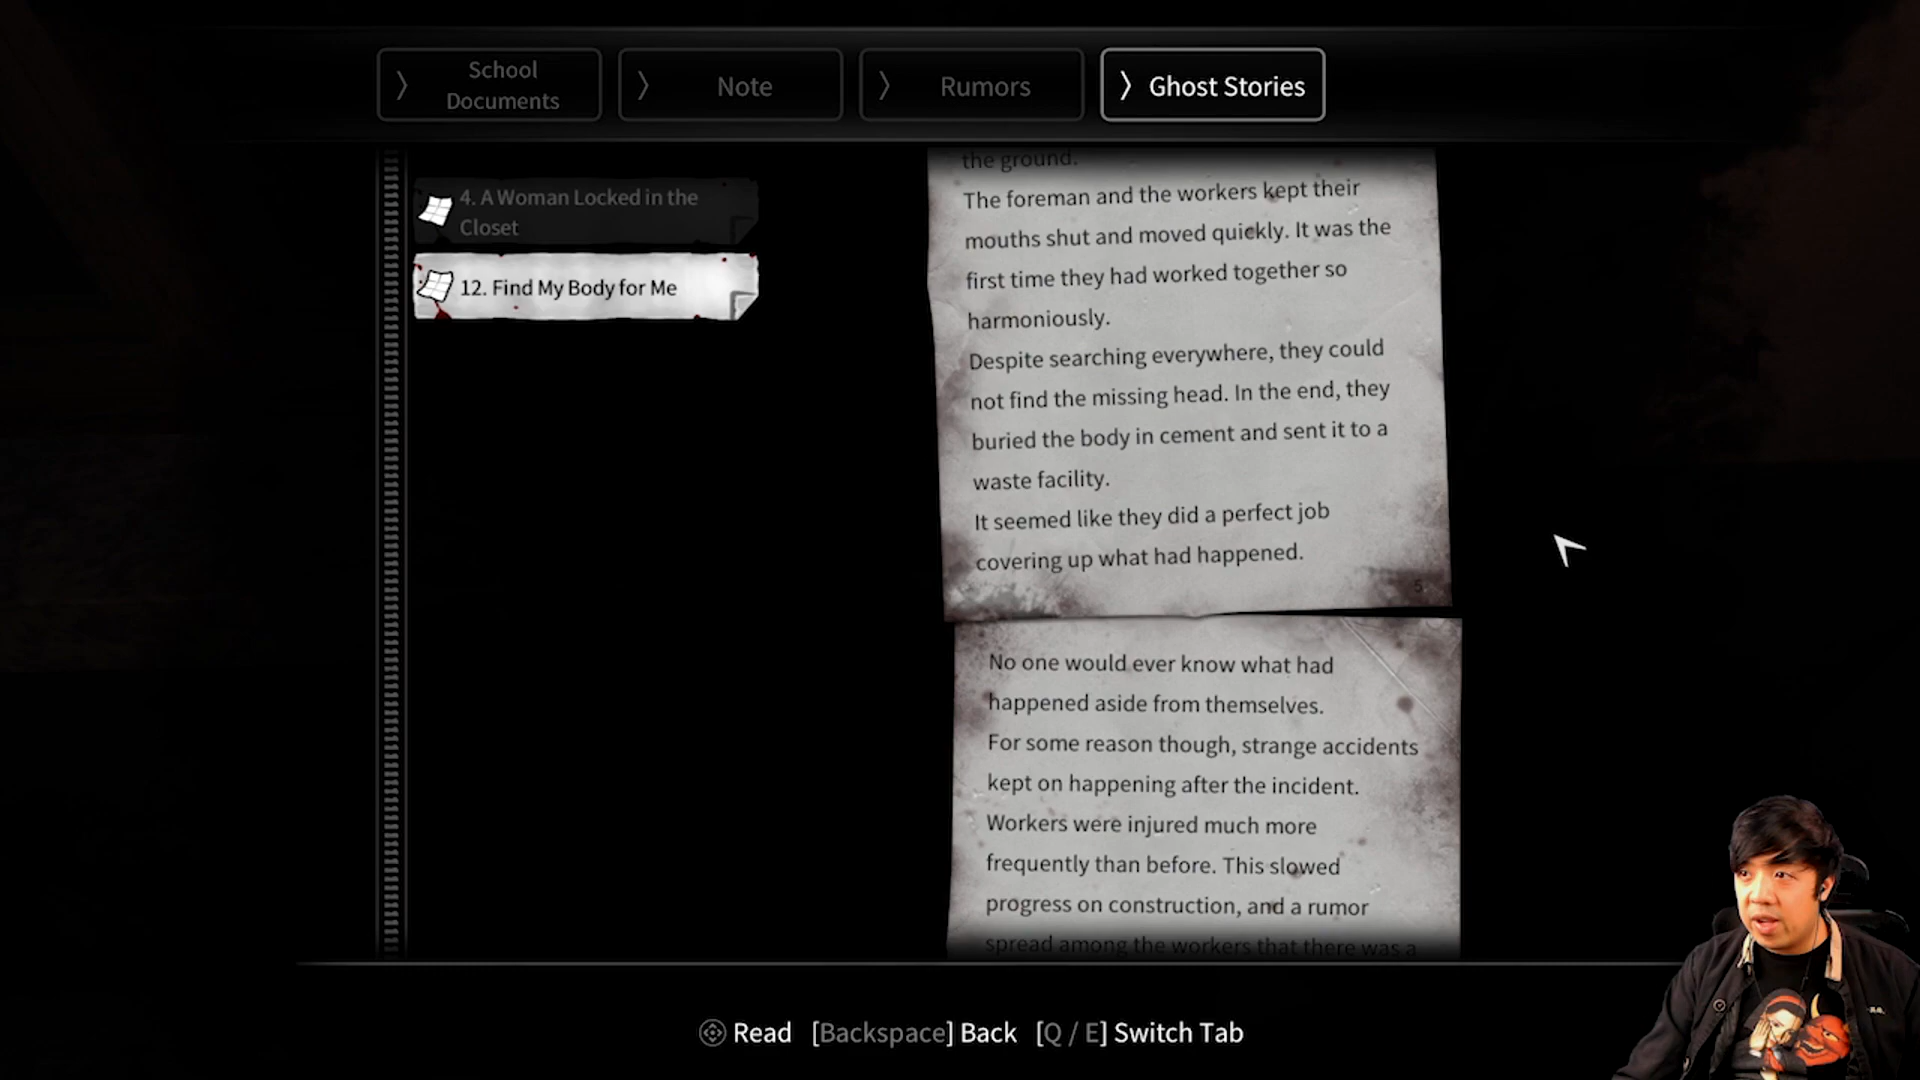 School
Documents
Note
Rumors
Ghost Stories
4. A Woman Locked in the
Closet
12. Find My Body for Me
the ground.
The foreman and the workers kept their
mouths shut and moved quickly. It was the
first time they had worked together so
harmoniously.
Despite searching everywhere, they could
not find the missing head. In the end, they
buried the body in cement and sent it to a
waste facility.
It seemed like they did a perfect job
covering up what had happened.
5
No one would ever know what had
happened aside from themselves.
For some reason though, strange accidents
kept on happening after the incident.
Workers were injured much more
frequently than before. This slowed
progress on construction, and a rumor
spread among the workers that there was a
Read [Backspace] Back [Q / E] Switch Tab